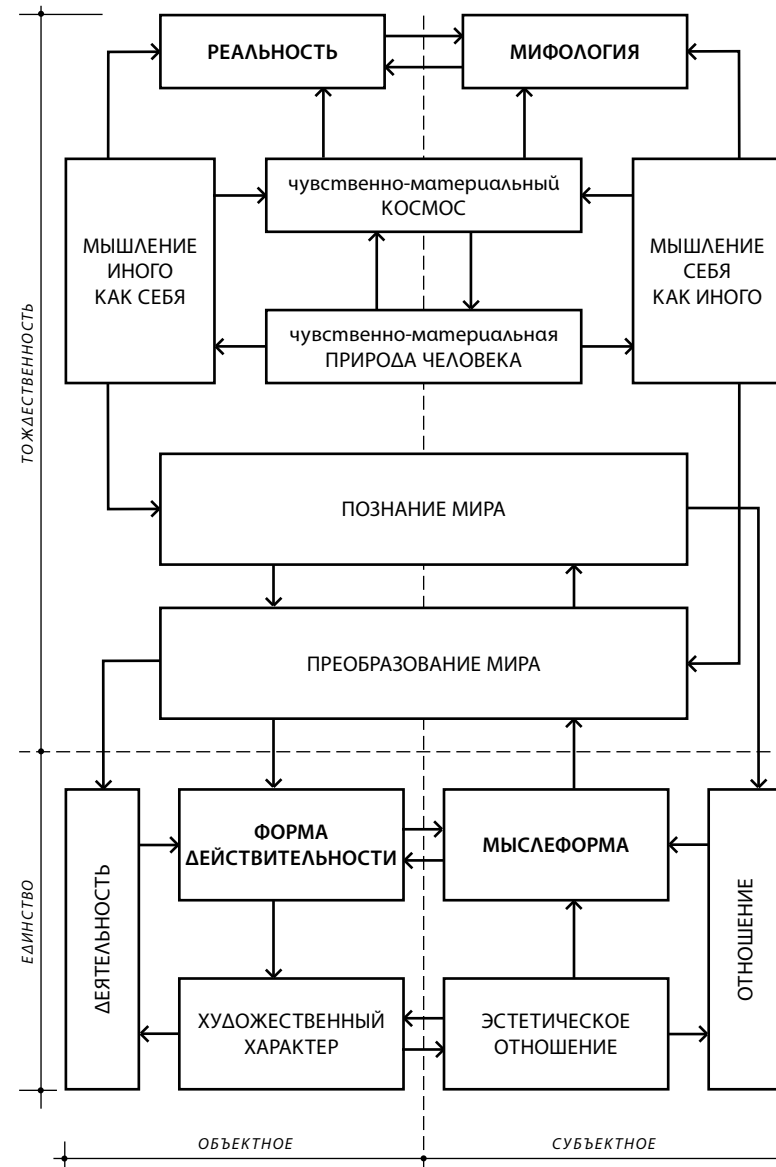 РЕАЛЬНОСТЬ
МИФОЛОГИЯ
чувственно-материальный
КОСМОС
МЫШЛЕНИЕ
ИНОГО
КАК СЕБЯ
МЫШЛЕНИЕ
СЕБЯ
КАК ИНОГО
чувственно-материальная
ПРИРОДА ЧЕЛОВЕКА
ТОЖДЕСТВЕННОСТЬ
ПОЗНАНИЕ МИРА
ПРЕОБРАЗОВАНИЕ МИРА
ЕДИНСТВО
ДЕЯТЕЛЬНОСТЬ
ФОРМА
ДЕЙСТВИТЕЛЬНОСТИ
МЫСЛЕФОРМА
ОТНОШЕНИЕ
ХУДОЖЕСТВЕННЫЙ
ХАРАКТЕР
ЭСТЕТИЧЕСКОЕ
ОТНОШЕНИЕ
ОБЪЕКТНОЕ
СУБЪЕКТНОЕ